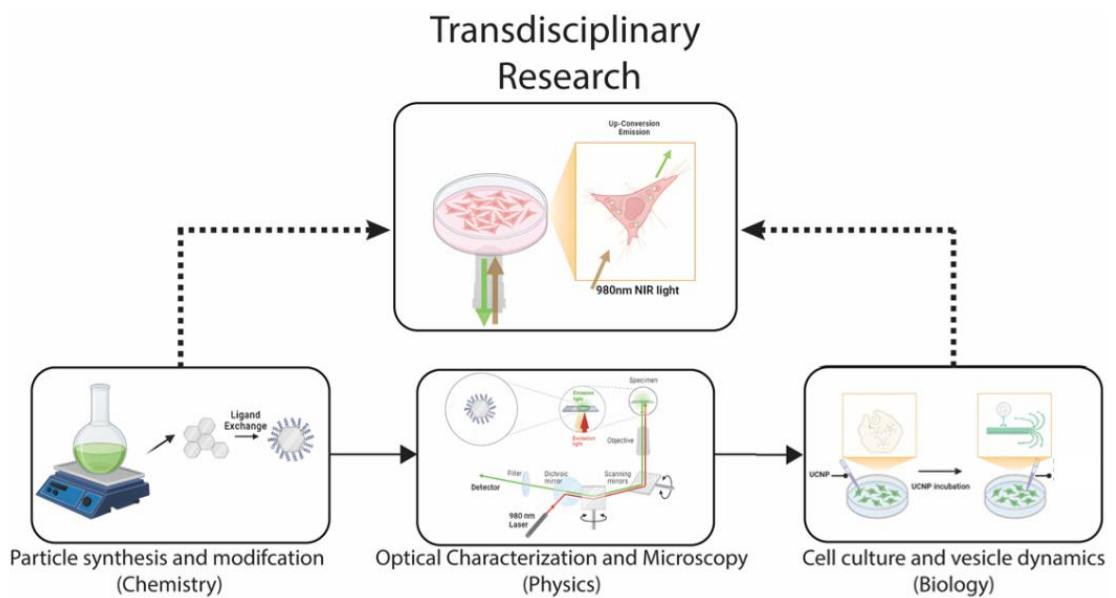 Transdisciplinary
Research
Up-Conversion
Emission
980nm NIR light
Ligand
Exchange
Particle synthesis and modifcation
(Chemistry)
Specimen
Emission
light
Excitation
light
Objective
Filter
Dichroic
mirror
Scanning
mirrors
Detector
980 nm
Laser
Optical Characterization and Microscopy
(Physics)
UCNP
UCNP incubation
Cell culture and vesicle dynamics
(Biology)